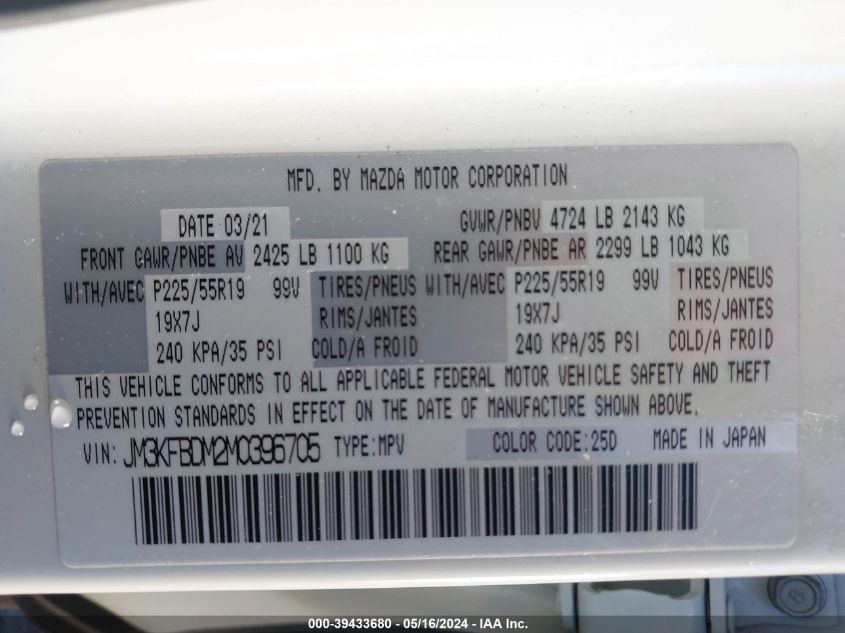 MFD. BY MAZDA MOTOR CORPORATION
DATE 03/21 GVWR/PNBV 4724 LB 2143 KG
FRONT GAWR/PNBE AV 2425 LB 1100 KG REAR GAWR/PNBE AR 2299 LB 1043 KG
WITH/AVEC P225/55R19 99V TIRES/PNEUS WITH/AVEC P225/55R19 99V TIRES/PNEUS
19X7J RIMS/JANTES 19X7J RIMS/JANTES
240 KPA/35 PSI COLD/A FROID 240 KPA/35 PSI COLD/A FROID
THIS VEHICLE CONFORMS TO ALL APPLICABLE FEDERAL MOTOR VEHICLE SAFETY AND THEFT
PREVENTION STANDARDS IN EFFECT ON THE DATE OF MANUFACTURE SHOWN ABOVE.
VIN: JM3KFBDM2M0396705 TYPE:MPV COLOR CODE:25D MADE IN JAPAN
000-39433680 - 05/16/2024 - IAA Inc.